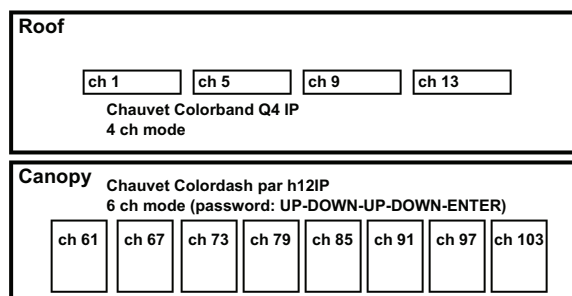 Roof
ch 1 ch 5 ch 9 ch 13
Chauvet Colorband Q4 IP
4 ch mode
Canopy
Chauvet Colordash par h12IP
6 ch mode (password: UP-DOWN-UP-DOWN-ENTER)
ch 61 ch 67 ch 73 ch 79 ch 85 ch 91 ch 97 ch 103